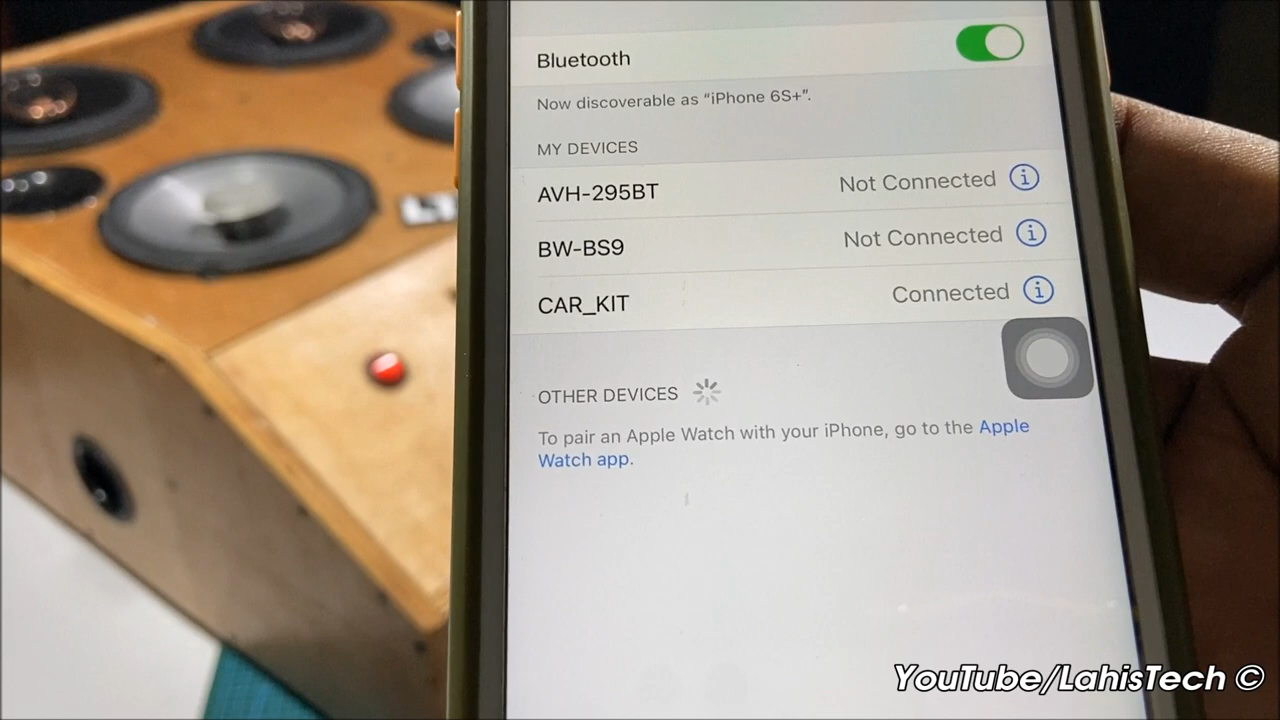 Bluetooth
Now discoverable as “iPhone 6S+”.
MY DEVICES
AVH-295BT Not Connected
BW-BS9 Not Connected
CAR_KIT Connected
OTHER DEVICES
To pair an Apple Watch with your iPhone, go to the Apple
Watch app.
YouTube/LahisTech ©